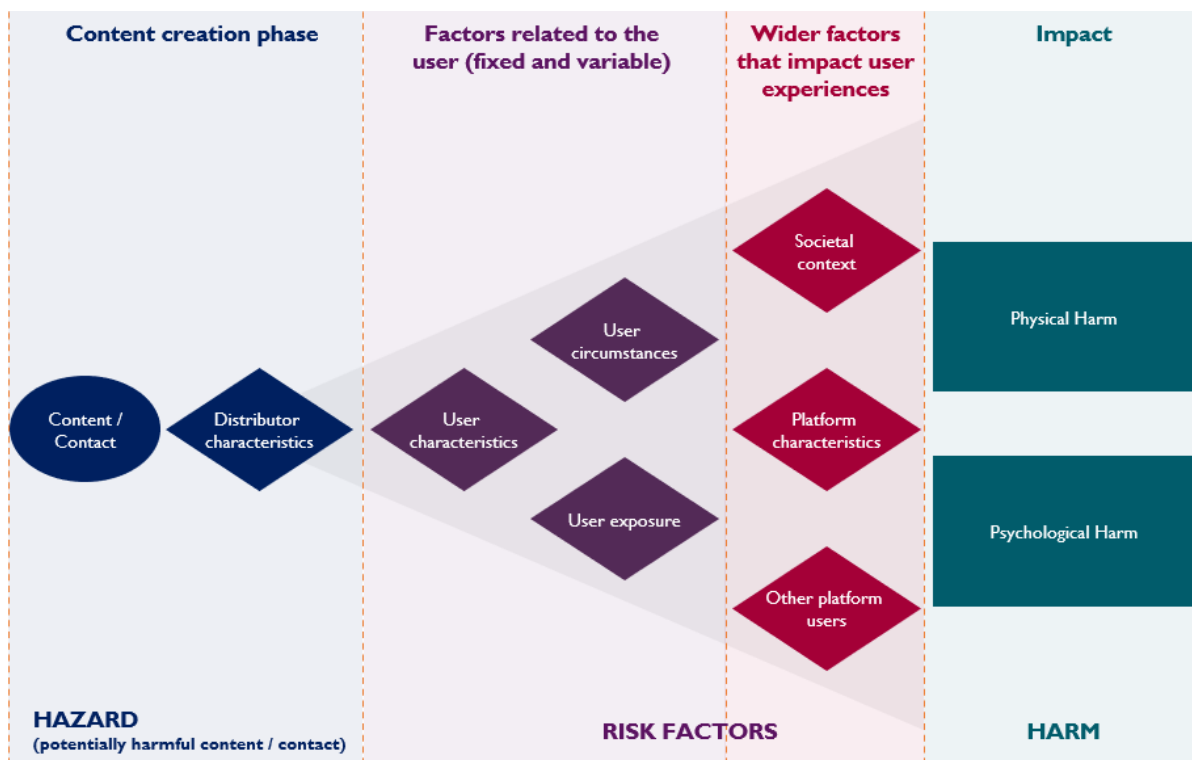 Content creation phase
Factors related to the
user (fixed and variable)
Wider factors
that impact user
experiences
Impact
Content /
Contact
Distributor
characteristics
User
characteristics
User
circumstances
User exposure
Societal
context
Platform
characteristics
Other platform
users
Physical Harm
Psychological Harm
HAZARD
(potentially harmful content / contact)
RISK FACTORS
HARM